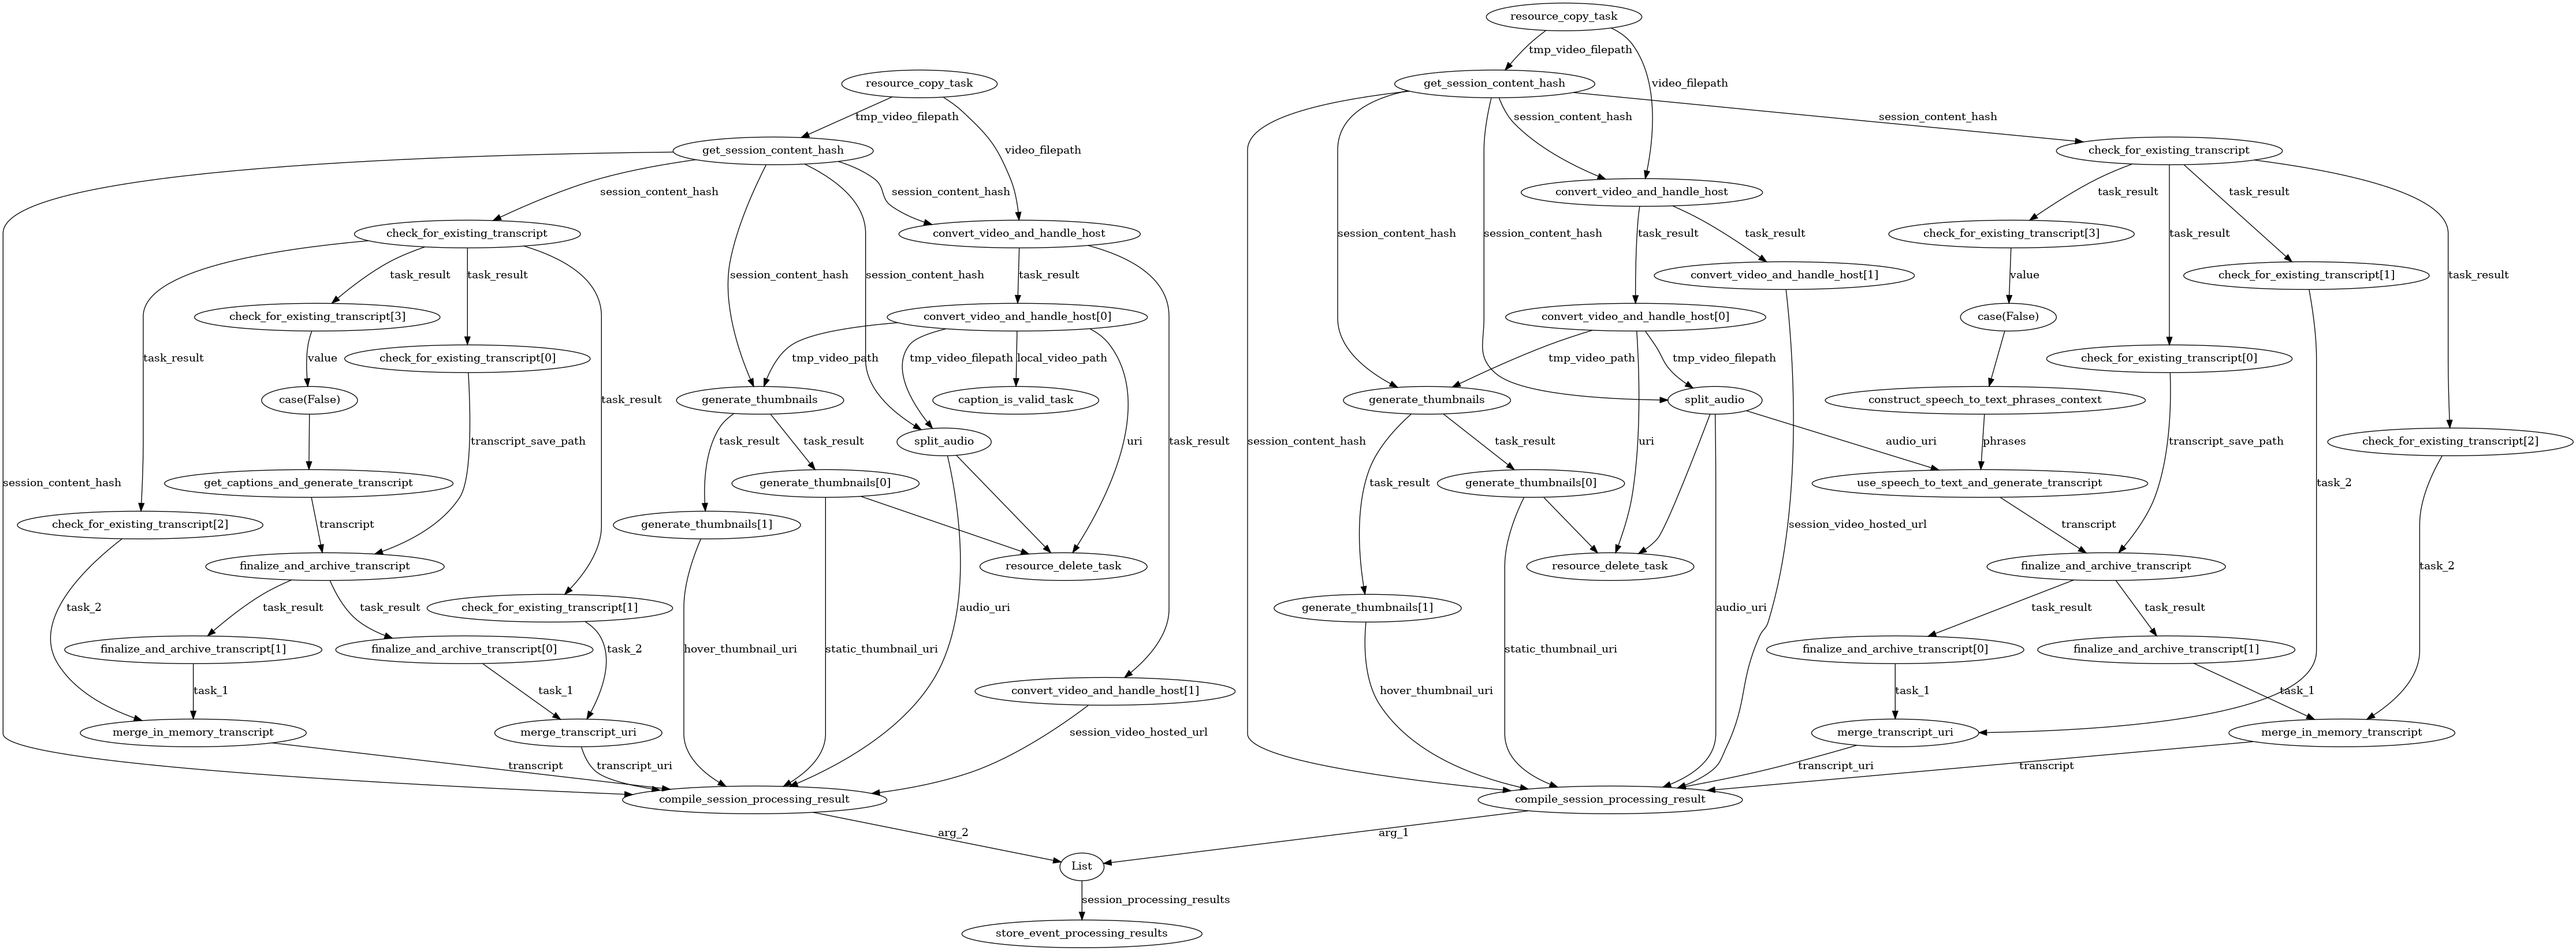 resource_copy_task
tmp_video_filepath
resource_copy_task
get_session_content_hash
video_filepath
tmp_video_filepath
session_content_hash
session_content_hash
get_session_content_hash
video_filepath
check_for_existing_transcript
session_content_hash
session_content_hash
convert_video_and_handle_host
task_result
check_for_existing_transcript
convert_video_and_handle_host
session_content_hash
session_content_hash
task_result
task_result
check_for_existing_transcript[3]
task_result
task_result
task_result
session_content_hash
session_content_hash
task_result
convert_video_and_handle_host[1]
value
check_for_existing_transcript[1]
task_result
check_for_existing_transcript[3]
convert_video_and_handle_host[0]
convert_video_and_handle_host[0]
case(False)
task_result
value
check_for_existing_transcript[0]
tmp_video_path
tmp_video_filepath
local_video_path
tmp_video_path
tmp_video_filepath
check_for_existing_transcript[0]
case(False)
task_result
generate_thumbnails
caption_is_valid_task
generate_thumbnails
split_audio
construct_speech_to_text_phrases_context
transcript_save_path
task_result
task_result
split_audio
uri
task_result
session_content_hash
task_result
uri
audio_uri
phrases
transcript_save_path
check_for_existing_transcript[2]
session_content_hash
get_captions_and_generate_transcript
generate_thumbnails[0]
task_result
generate_thumbnails[0]
use_speech_to_text_and_generate_transcript
task_2
check_for_existing_transcript[2]
transcript
generate_thumbnails[1]
session_video_hosted_url
transcript
finalize_and_archive_transcript
resource_delete_task
resource_delete_task
finalize_and_archive_transcript
task_2
task_2
task_result
task_result
check_for_existing_transcript[1]
audio_uri
generate_thumbnails[1]
audio_uri
task_result
task_result
finalize_and_archive_transcript[1]
finalize_and_archive_transcript[0]
task_2
hover_thumbnail_uri
static_thumbnail_uri
static_thumbnail_uri
finalize_and_archive_transcript[0]
finalize_and_archive_transcript[1]
task_1
task_1
convert_video_and_handle_host[1]
hover_thumbnail_uri
task_1
task_1
merge_in_memory_transcript
merge_transcript_uri
session_video_hosted_url
merge_transcript_uri
merge_in_memory_transcript
transcript
transcript_uri
transcript_uri
transcript
compile_session_processing_result
compile_session_processing_result
arg_2
arg_1
List
session_processing_results
store_event_processing_results